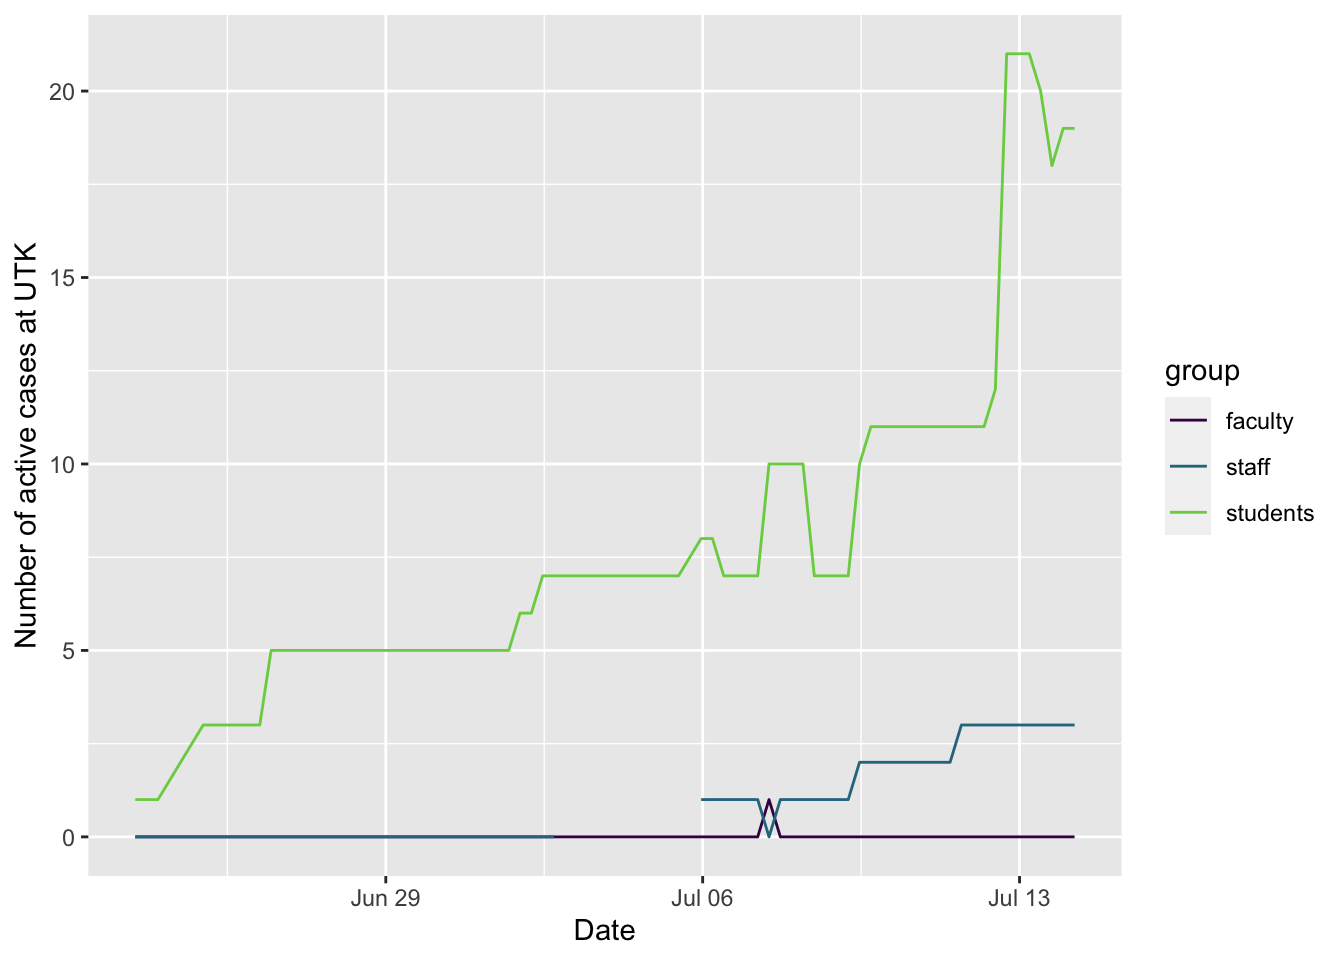 Number of active cases at UTK
20
15
10
5
0
Jun 29
Jul 06
Jul 13
Date
group
faculty
staff
students